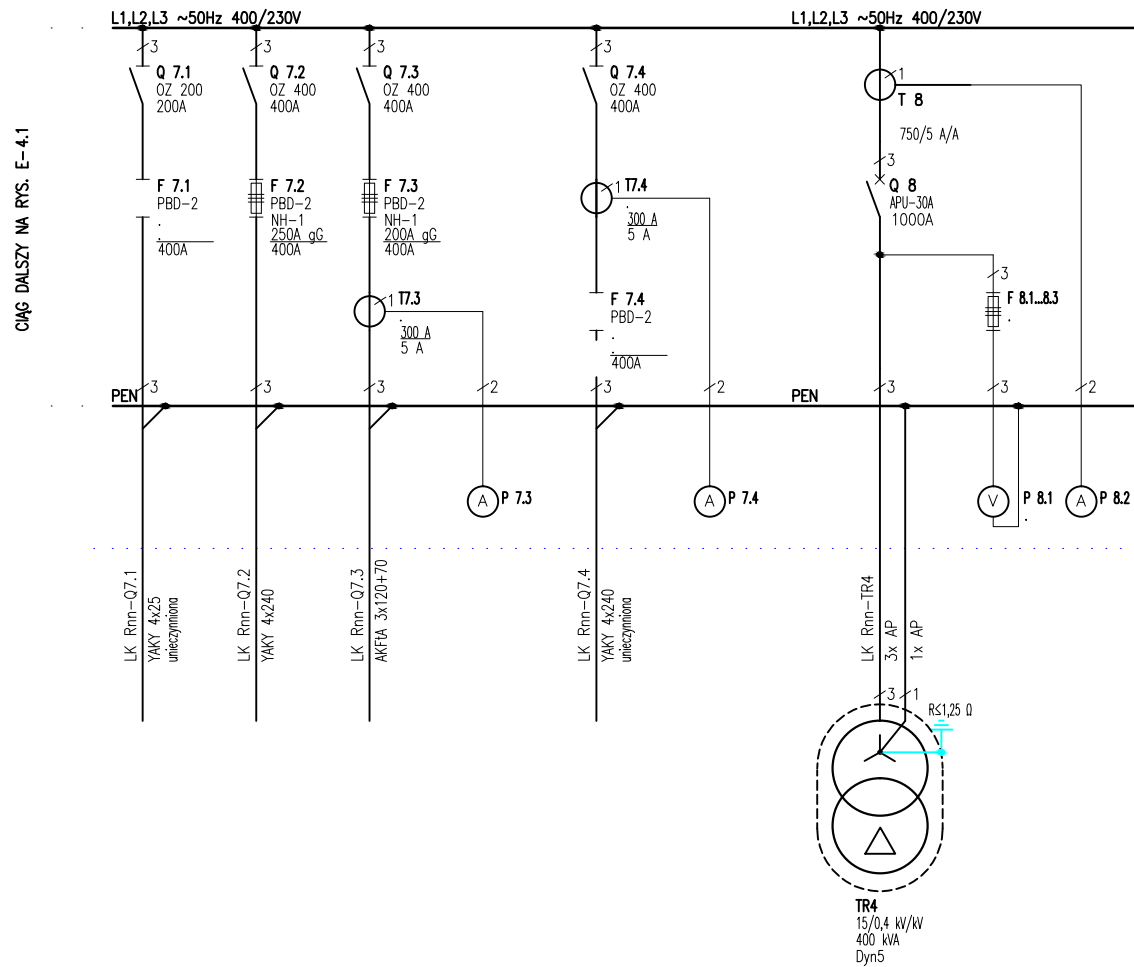 L1,L2,L3 ~50Hz 400/230V
L1,L2,L3 ~50Hz 400/230V
CIĄG DALSZY NA RYS. E-4.1
3
Q 7.1
OZ 200
200A
3
Q 7.2
OZ 400
400A
3
Q 7.3
OZ 400
400A
3
Q 7.4
OZ 400
400A
1
T 8
750/5 A/A
3
Q 8
APU-30A
1000A
F 7.1
PBD-2
.
400A
F 7.2
PBD-2
NH-1
250A gG
400A
F 7.3
PBD-2
NH-1
200A gG
400A
1 T7.4
.
300 A
5 A
1 T7.3
.
300 A
5 A
F 7.4
PBD-2
.
400A
3
F 8.1...8.3
.
PEN
3
3
3
2
3
2
PEN
3
3
2
A
P 7.3
A
P 7.4
V
P 8.1
.
A
P 8.2
LK Rnn-Q7.1
YAKY 4x25
unieczynniona
LK Rnn-Q7.2
YAKY 4x240
LK Rnn-Q7.3
AKFtA 3x120+70
LK Rnn-Q7.4
YAKY 4x240
unieczynniona
LK Rnn-TR4
3x AP
1x AP
3
1
R≤1,25 Ω
TR4
15/0,4 kV/kV
400 kVA
Dyn5